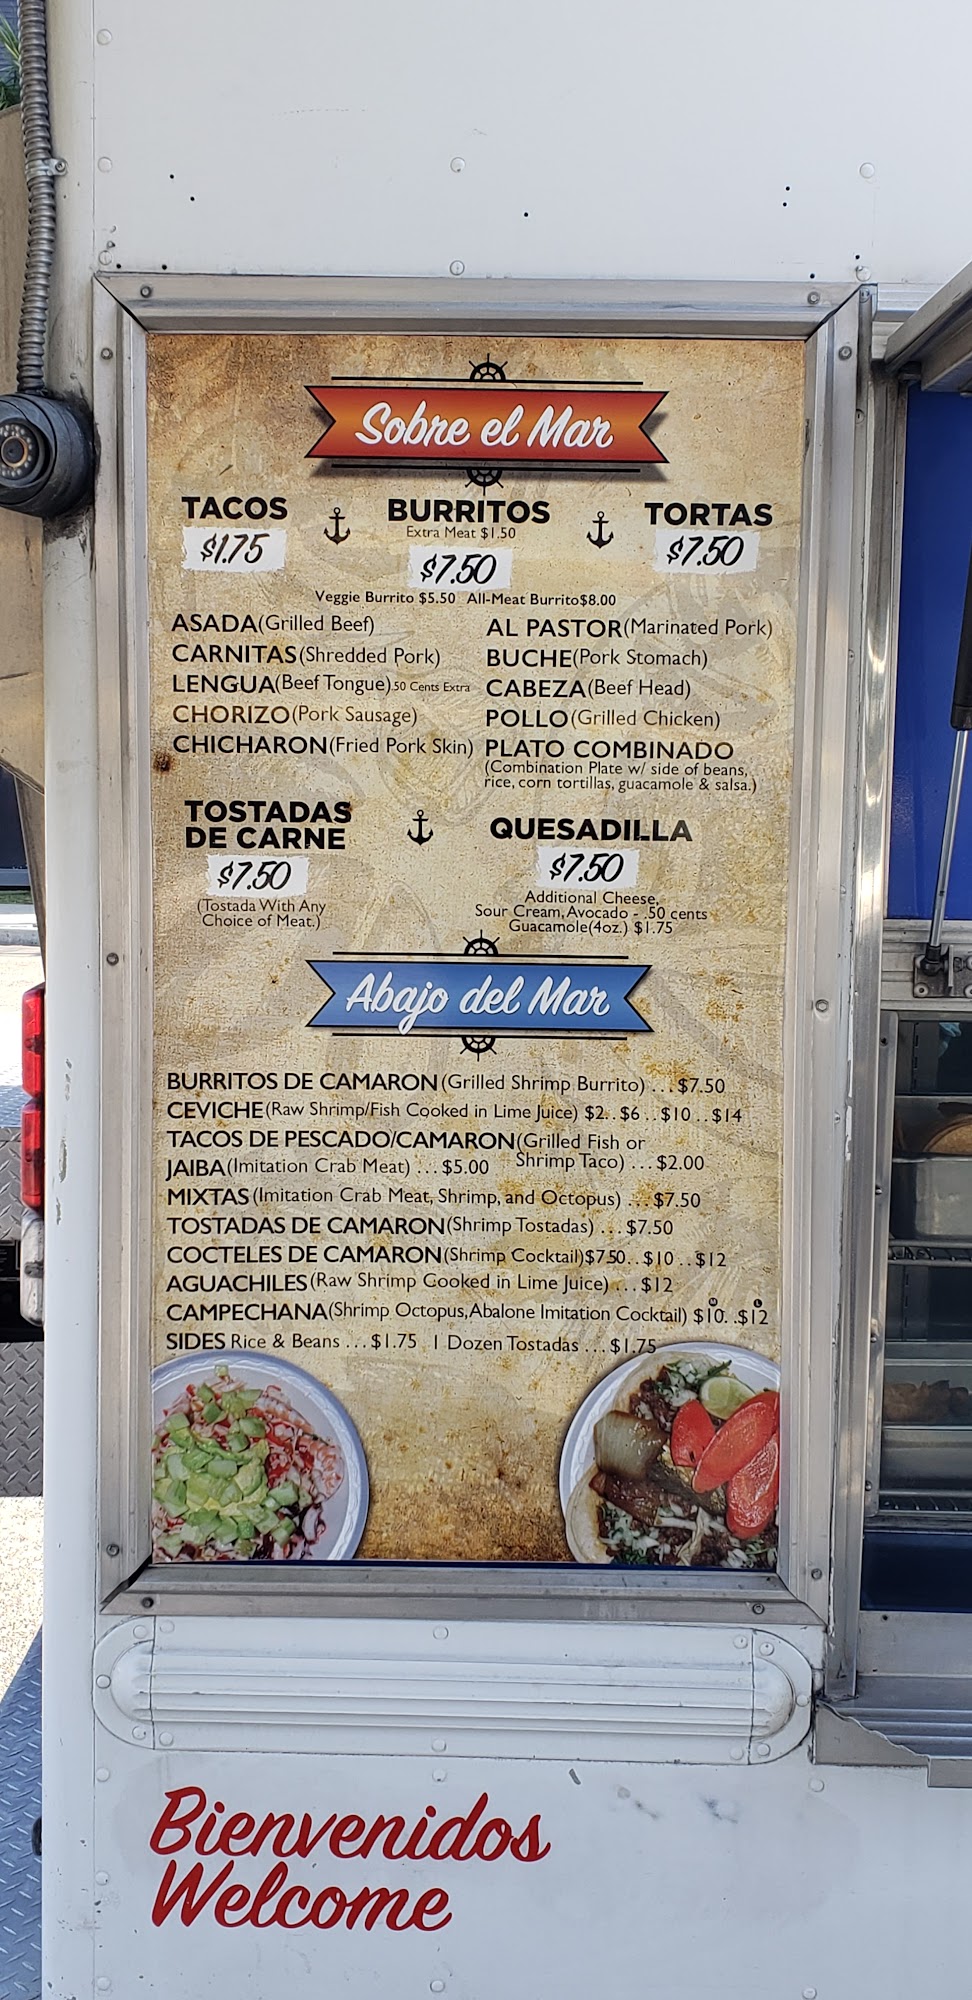 Sobre el Mar
TACOS
$1.75
BURRITOS
Extra Meat $1.50
$7.50
TORTAS
$7.50
Veggie Burrito $5.50 All-Meat Burrito $8.00
ASADA (Grilled Beef)
CARNITAS (Shredded Pork)
LENGUA (Beef Tongue) .50 Cents Extra
CHORIZO (Pork Sausage)
CHICHARON (Fried Pork Skin)
AL PASTOR (Marinated Pork)
BUCHE (Pork Stomach)
CABEZA (Beef Head)
POLLO (Grilled Chicken)
PLATO COMBINADO
(Combination Plate w/ side of beans,
rice, corn tortillas, guacamole & salsa.)
TOSTADAS
DE CARNE
$7.50
(Tostada With Any
Choice of Meat.)
QUESADILLA
$7.50
Additional Cheese,
Sour Cream, Avocado - .50 cents
Guacamole(4oz.) $1.75
Abajo del Mar
BURRITOS DE CAMARON (Grilled Shrimp Burrito) ... $7.50
CEVICHE (Raw Shrimp/Fish Cooked in Lime Juice) $2..$6..$10..$14
TACOS DE PESCADO/CAMARON (Grilled Fish or
Shrimp Taco) ... $2.00
JAIBA (Imitation Crab Meat) ... $5.00
MIXTAS (Imitation Crab Meat, Shrimp, and Octopus) ... $7.50
TOSTADAS DE CAMARON (Shrimp Tostadas) ... $7.50
COCTELES DE CAMARON (Shrimp Cocktail) $7.50..$10..$12
AGUACHILES (Raw Shrimp Cooked in Lime Juice) ... $12
CAMPECHANA (Shrimp Octopus, Abalone Imitation Cocktail) M $10..L $12
SIDES Rice & Beans ... $1.75 1 Dozen Tostadas ... $1.75
Bienvenidos
Welcome